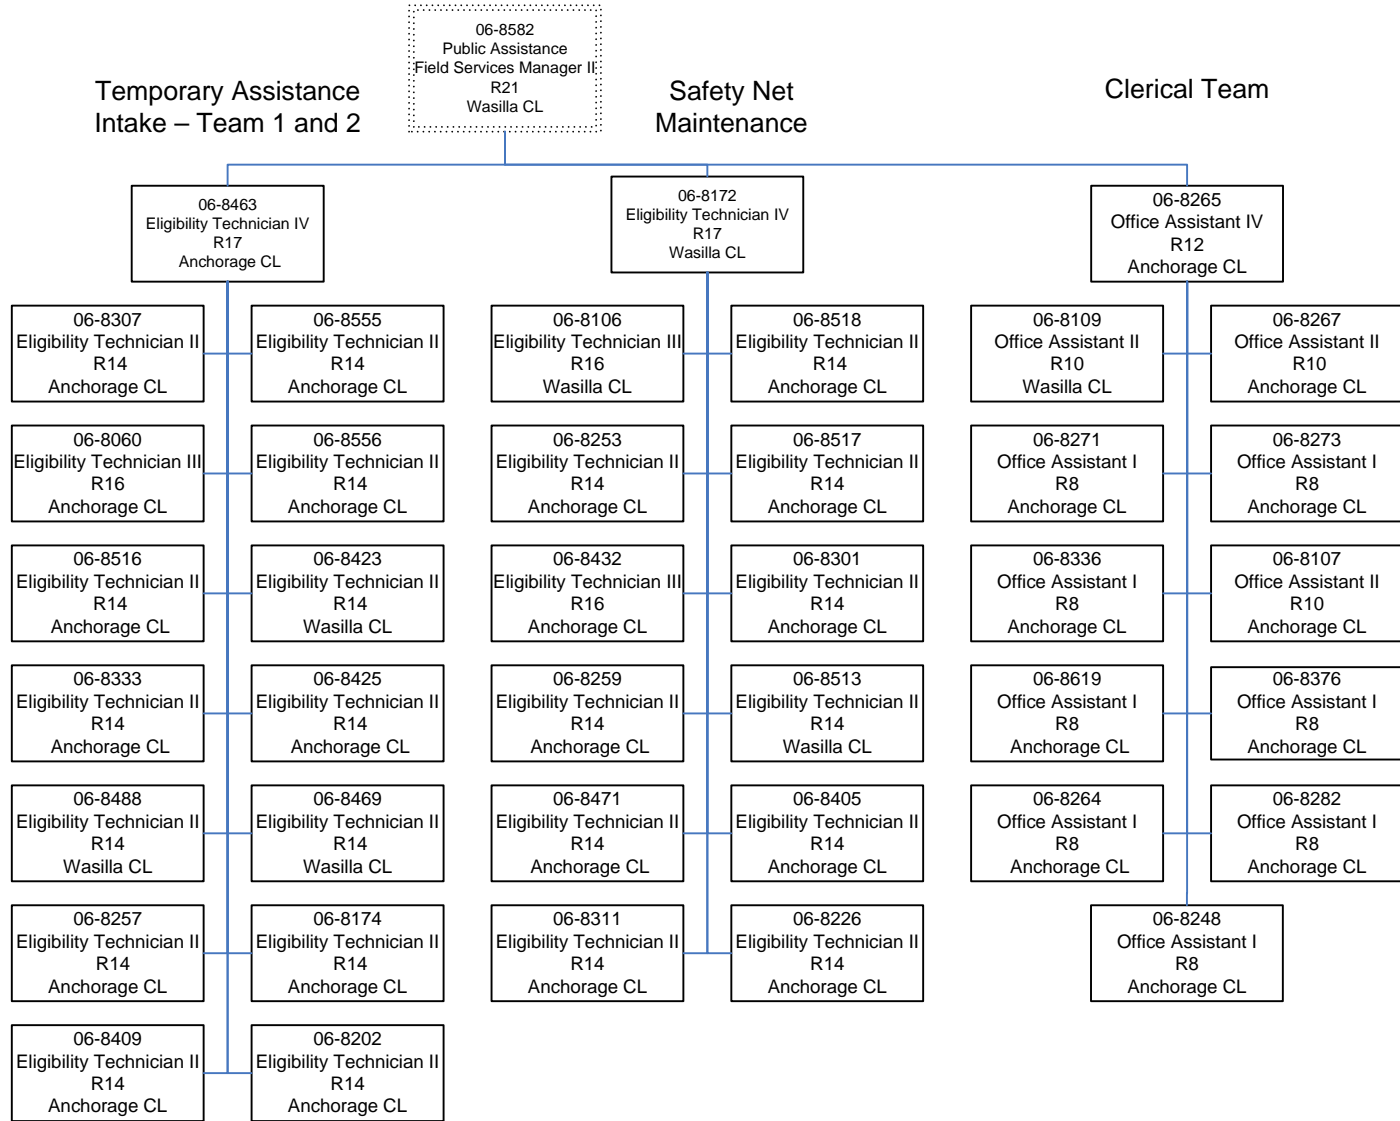 06-8582
Public Assistance
Field Services Manager II
R21
Wasilla CL
Temporary Assistance
Intake – Team 1 and 2
Safety Net
Maintenance
Clerical Team
06-8463
Eligibility Technician IV
R17
Anchorage CL
06-8172
Eligibility Technician IV
R17
Wasilla CL
06-8265
Office Assistant IV
R12
Anchorage CL
06-8307
Eligibility Technician II
R14
Anchorage CL
06-8555
Eligibility Technician II
R14
Anchorage CL
06-8106
Eligibility Technician III
R16
Wasilla CL
06-8518
Eligibility Technician II
R14
Anchorage CL
06-8109
Office Assistant II
R10
Wasilla CL
06-8267
Office Assistant II
R10
Anchorage CL
06-8060
Eligibility Technician III
R16
Anchorage CL
06-8556
Eligibility Technician II
R14
Anchorage CL
06-8253
Eligibility Technician II
R14
Anchorage CL
06-8517
Eligibility Technician II
R14
Anchorage CL
06-8271
Office Assistant I
R8
Anchorage CL
06-8273
Office Assistant I
R8
Anchorage CL
06-8516
Eligibility Technician II
R14
Anchorage CL
06-8423
Eligibility Technician II
R14
Wasilla CL
06-8432
Eligibility Technician III
R16
Anchorage CL
06-8301
Eligibility Technician II
R14
Anchorage CL
06-8336
Office Assistant I
R8
Anchorage CL
06-8107
Office Assistant II
R10
Anchorage CL
06-8333
Eligibility Technician II
R14
Anchorage CL
06-8425
Eligibility Technician II
R14
Anchorage CL
06-8259
Eligibility Technician II
R14
Anchorage CL
06-8513
Eligibility Technician II
R14
Wasilla CL
06-8619
Office Assistant I
R8
Anchorage CL
06-8376
Office Assistant I
R8
Anchorage CL
06-8488
Eligibility Technician II
R14
Wasilla CL
06-8469
Eligibility Technician II
R14
Wasilla CL
06-8471
Eligibility Technician II
R14
Anchorage CL
06-8405
Eligibility Technician II
R14
Anchorage CL
06-8264
Office Assistant I
R8
Anchorage CL
06-8282
Office Assistant I
R8
Anchorage CL
06-8257
Eligibility Technician II
R14
Anchorage CL
06-8174
Eligibility Technician II
R14
Anchorage CL
06-8311
Eligibility Technician II
R14
Anchorage CL
06-8226
Eligibility Technician II
R14
Anchorage CL
06-8248
Office Assistant I
R8
Anchorage CL
06-8409
Eligibility Technician II
R14
Anchorage CL
06-8202
Eligibility Technician II
R14
Anchorage CL